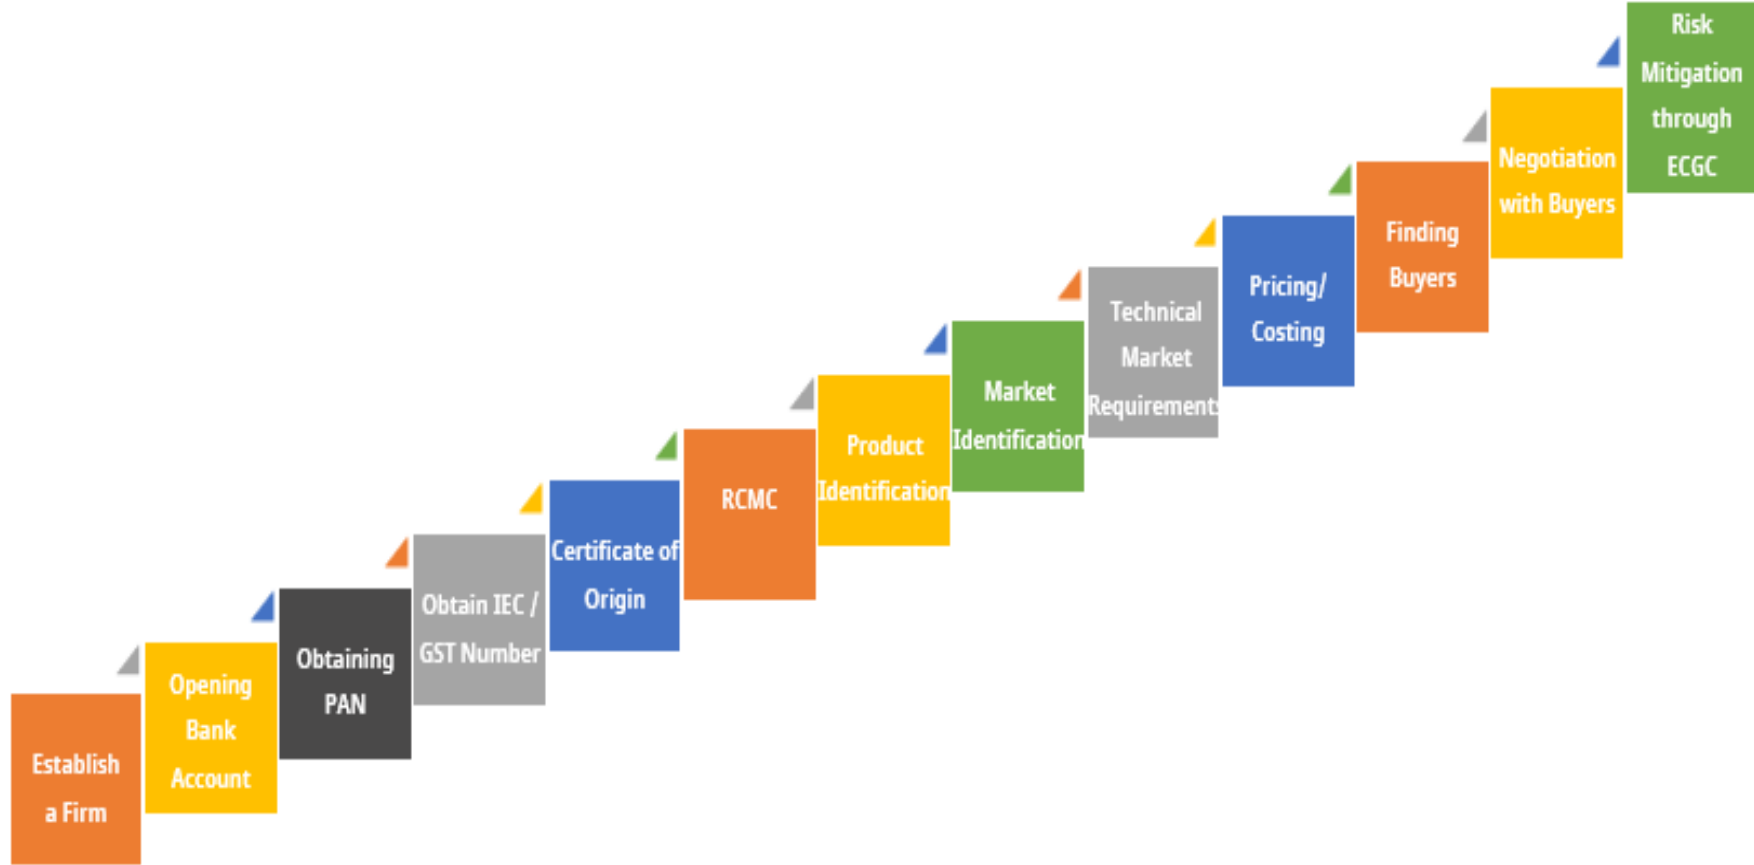 Establish
a Firm
Opening
Bank
Account
Obtaining
PAN
Obtain IEC /
GST Number
Certificate of
Origin
RCMC
Product
Identification
Market
Identification
Technical
Market
Requirements
Pricing/
Costing
Finding
Buyers
Negotiation
with Buyers
Risk
Mitigation
through
ECGC